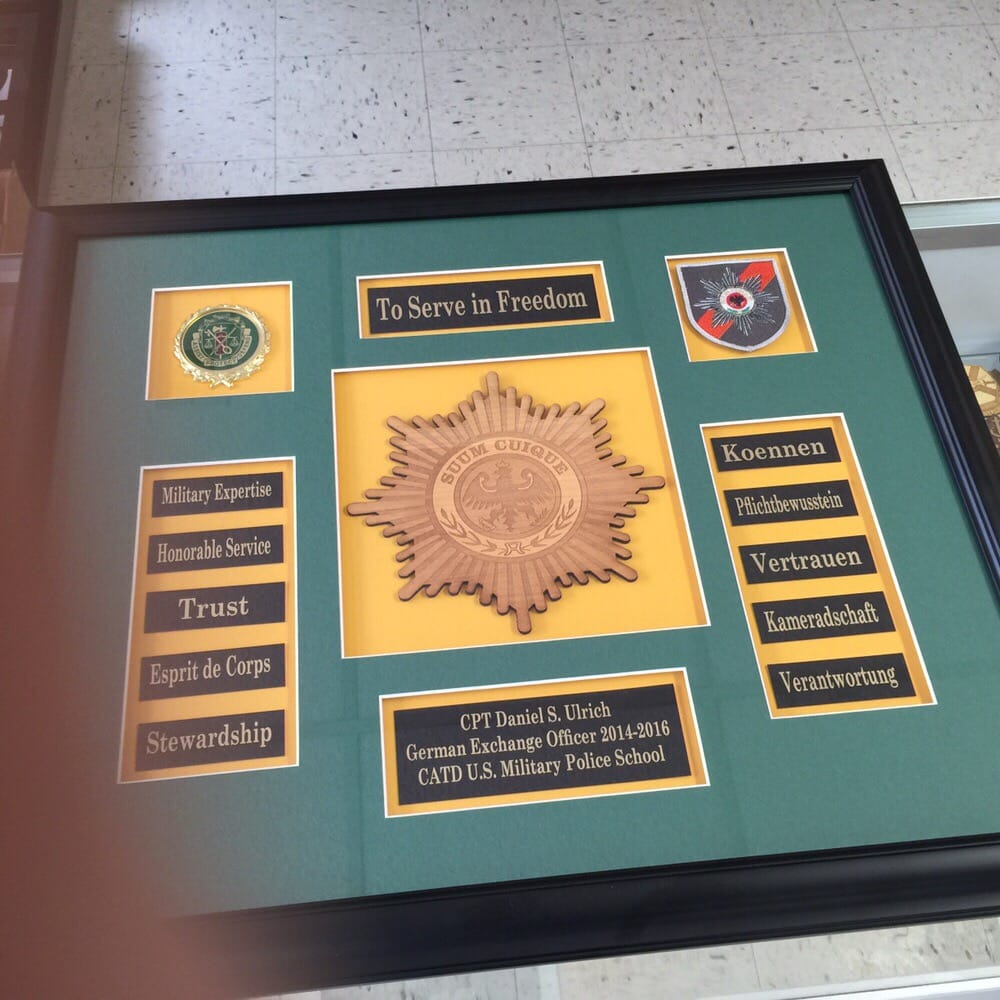 To Serve in Freedom
SUUM CUIQUE
Military Expertise
Honorable Service
Trust
Esprit de Corps
Stewardship
Koennen
Pflichtbewusstein
Vertrauen
Kameradschaft
Verantwortung
CPT Daniel S. Ulrich
German Exchange Officer 2014-2016
CATD U.S. Military Police School